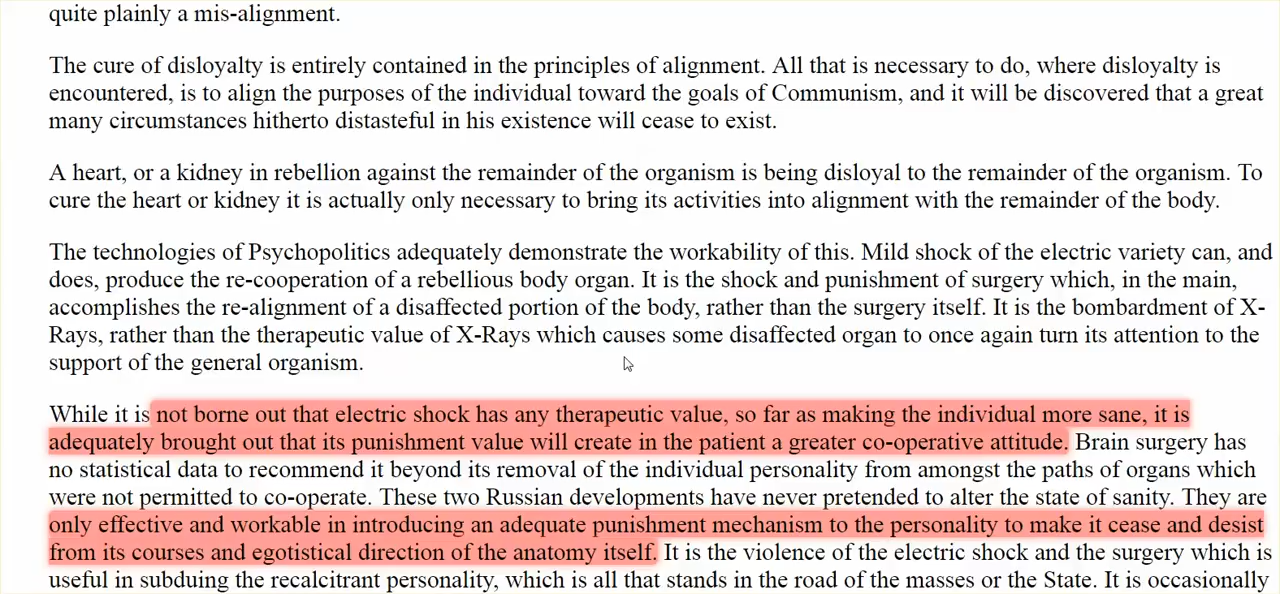 quite plainly a mis-alignment.
The cure of disloyalty is entirely contained in the principles of alignment. All that is necessary to do, where disloyalty is
encountered, is to align the purposes of the individual toward the goals of Communism, and it will be discovered that a great
many circumstances hitherto distasteful in his existence will cease to exist.
A heart, or a kidney in rebellion against the remainder of the organism is being disloyal to the remainder of the organism. To
cure the heart or kidney it is actually only necessary to bring its activities into alignment with the remainder of the body.
The technologies of Psychopolitics adequately demonstrate the workability of this. Mild shock of the electric variety can, and
does, produce the re-cooperation of a rebellious body organ. It is the shock and punishment of surgery which, in the main,
accomplishes the re-alignment of a disaffected portion of the body, rather than the surgery itself. It is the bombardment of X-
Rays, rather than the therapeutic value of X-Rays which causes some disaffected organ to once again turn its attention to the
support of the general organism.
While it is not borne out that electric shock has any therapeutic value, so far as making the individual more sane, it is
adequately brought out that its punishment value will create in the patient a greater co-operative attitude. Brain surgery has
no statistical data to recommend it beyond its removal of the individual personality from amongst the paths of organs which
were not permitted to co-operate. These two Russian developments have never pretended to alter the state of sanity. They are
only effective and workable in introducing an adequate punishment mechanism to the personality to make it cease and desist
from its courses and egotistical direction of the anatomy itself. It is the violence of the electric shock and the surgery which is
useful in subduing the recalcitrant personality, which is all that stands in the road of the masses or the State. It is occasionally